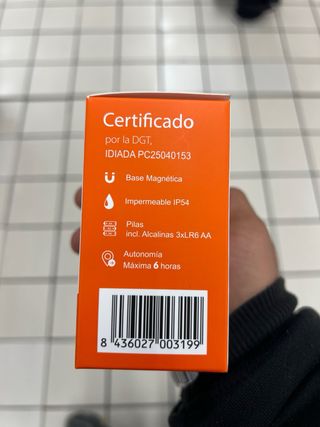 Certificado
por la DGT,
IDIADA PC25040153
Base Magnética
Impermeable IP54
Pilas
incl. Alcalinas 3xLR6 AA
Autonomía
Máxima 6 horas
8 436027 003199